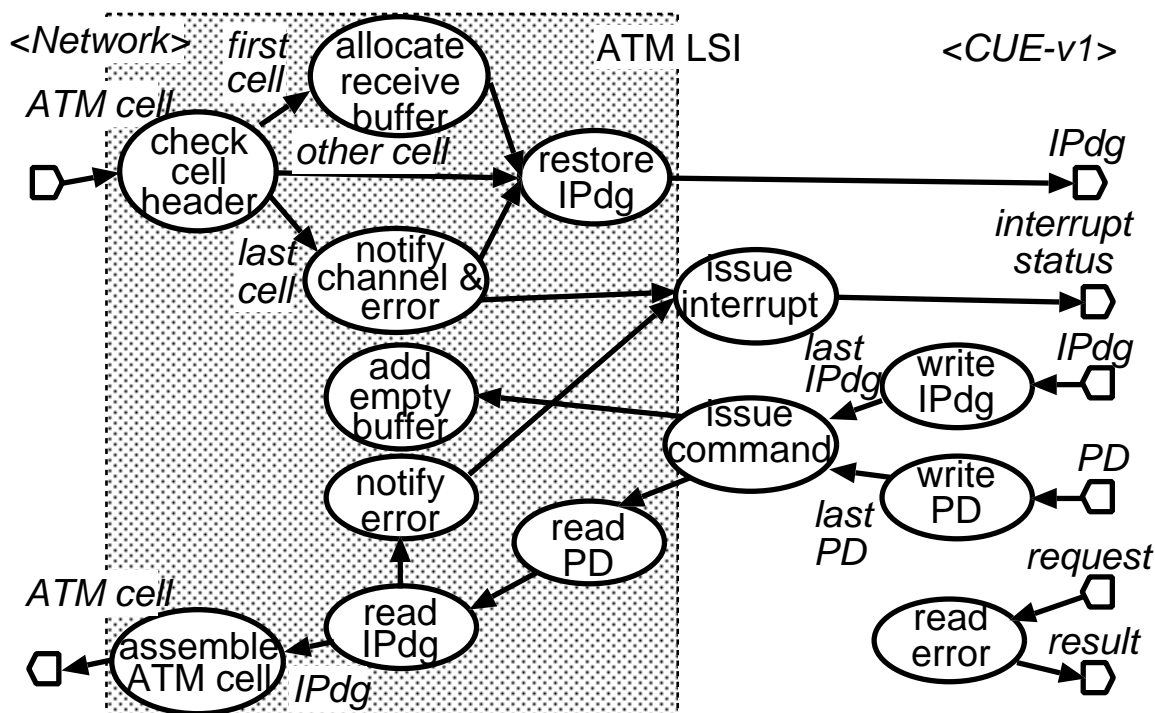 <Network>
ATM LSI
<CUE-v1>
ATM cell
first
cell
allocate
receive
buffer
check
cell
header
other cell
restore
IPdg
IPdg
last
cell
notify
channel &
error
issue
interrupt
interrupt
status
add
empty
buffer
last
IPdg
write
IPdg
IPdg
issue
command
notify
error
write
PD
PD
last
PD
read
PD
request
ATM cell
assemble
ATM cell
IPdg
read
IPdg
read
error
result